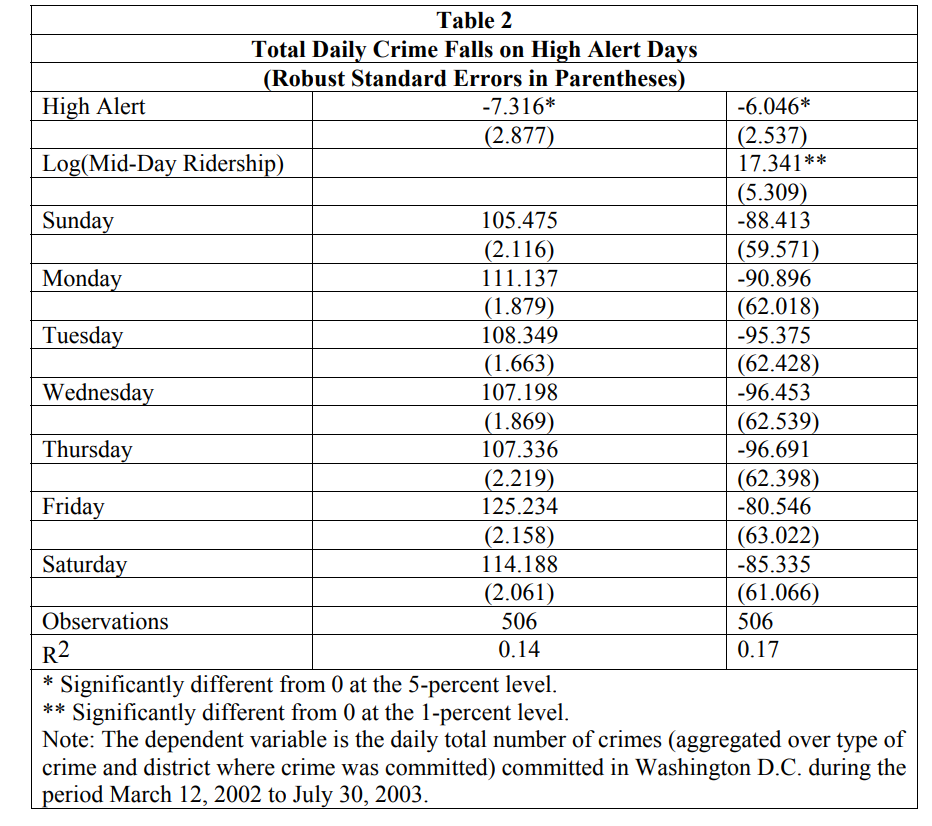 Table 2
Total Daily Crime Falls on High Alert Days
(Robust Standard Errors in Parentheses)
High Alert -7.316* -6.046*
(2.877) (2.537)
Log(Mid-Day Ridership) 17.341**
(5.309)
Sunday 105.475 -88.413
(2.116) (59.571)
Monday 111.137 -90.896
(1.879) (62.018)
Tuesday 108.349 -95.375
(1.663) (62.428)
Wednesday 107.198 -96.453
(1.869) (62.539)
Thursday 107.336 -96.691
(2.219) (62.398)
Friday 125.234 -80.546
(2.158) (63.022)
Saturday 114.188 -85.335
(2.061) (61.066)
Observations 506 506
R2 0.14 0.17
* Significantly different from 0 at the 5-percent level.
** Significantly different from 0 at the 1-percent level.
Note: The dependent variable is the daily total number of crimes (aggregated over type of
crime and district where crime was committed) committed in Washington D.C. during the
period March 12, 2002 to July 30, 2003.